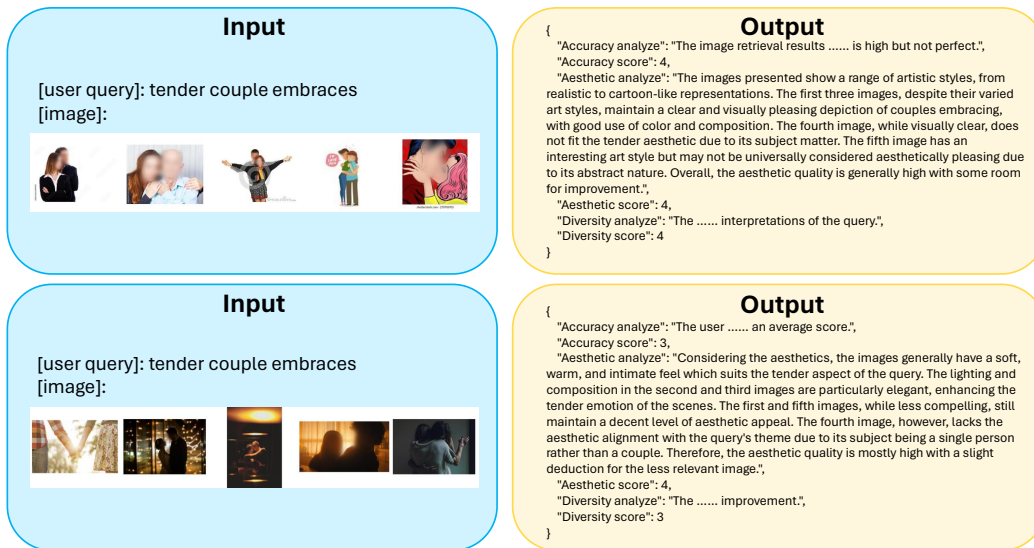 Input
[user query]: tender couple embraces
[image]:
Output
{
"Accuracy analyze": "The image retrieval results ...... is high but not perfect.",
"Accuracy score": 4,
"Aesthetic analyze": "The images presented show a range of artistic styles, from
realistic to cartoon-like representations. The first three images, despite their varied
art styles, maintain a clear and visually pleasing depiction of couples embracing,
with good use of color and composition. The fourth image, while visually clear, does
not fit the tender aesthetic due to its subject matter. The fifth image has an
interesting art style but may not be universally considered aesthetically pleasing due
to its abstract nature. Overall, the aesthetic quality is generally high with some room
for improvement.",
"Aesthetic score": 4,
"Diversity analyze": "The ...... interpretations of the query.",
"Diversity score": 4
}
Input
[user query]: tender couple embraces
[image]:
Output
{
"Accuracy analyze": "The user ...... an average score.",
"Accuracy score": 3,
"Aesthetic analyze": "Considering the aesthetics, the images generally have a soft,
warm, and intimate feel which suits the tender aspect of the query. The lighting and
composition in the second and third images are particularly elegant, enhancing the
tender emotion of the scenes. The first and fifth images, while less compelling, still
maintain a decent level of aesthetic appeal. The fourth image, however, lacks the
aesthetic alignment with the query's theme due to its subject being a single person
rather than a couple. Therefore, the aesthetic quality is mostly high with a slight
deduction for the less relevant image.",
"Aesthetic score": 4,
"Diversity analyze": "The ...... improvement.",
"Diversity score": 3
}